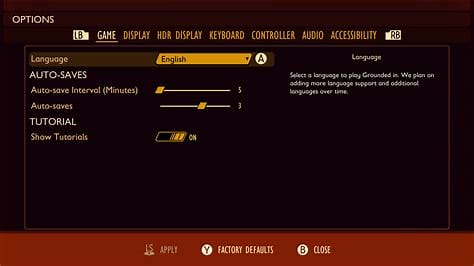 OPTIONS
LB GAME DISPLAY HDR DISPLAY KEYBOARD CONTROLLER AUDIO ACCESSIBILITY RB
Language English A
AUTO-SAVES
Auto-save Interval (Minutes) 5
Auto-saves 3
TUTORIAL
Show Tutorials ON
Language
Select a language to play Grounded in. We plan on
adding more language support and additional
languages over time.
LS APPLY Y FACTORY DEFAULTS B CLOSE